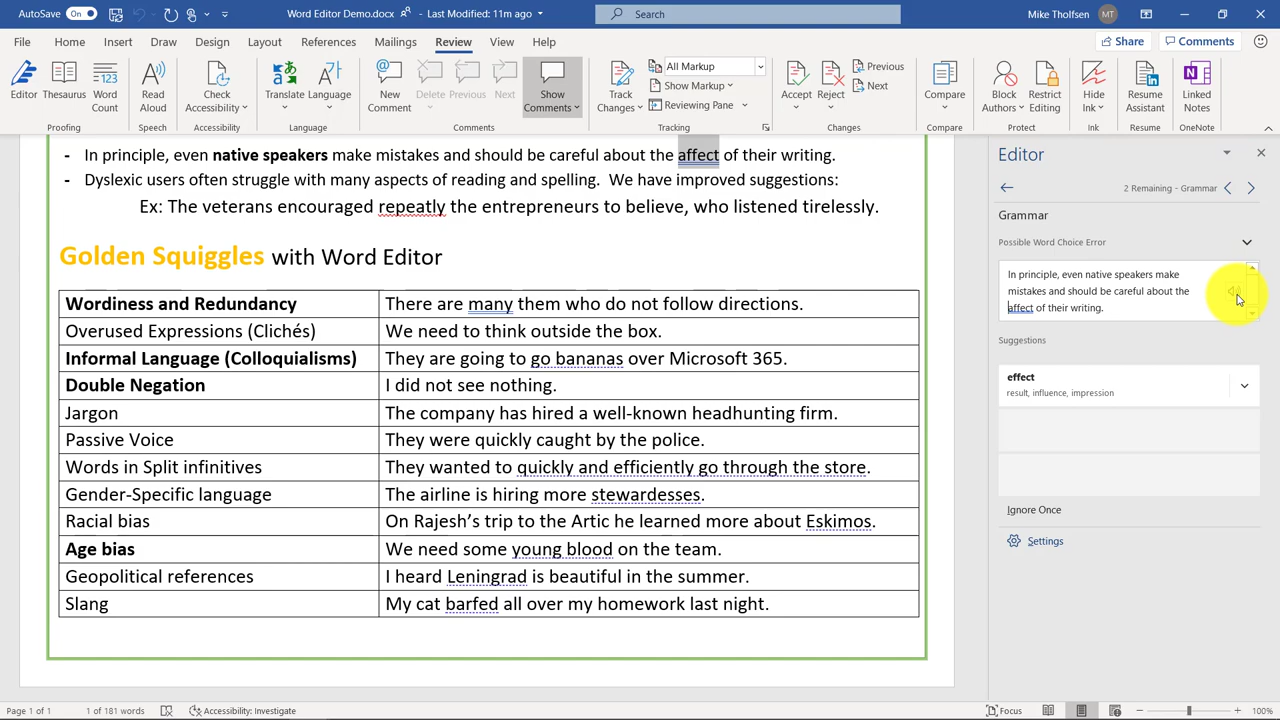 AutoSave On Word Editor Demo.docx • Last Modified: 11m ago Search Mike Tholfsen MT
File Home Insert Draw Design Layout References Mailings Review View Help Share Comments
Editor Thesaurus Word Count Read Aloud Check Accessibility Translate Language New Comment Delete Previous Next Show Comments Track Changes All Markup Show Markup Reviewing Pane Accept Reject Previous Next Compare Block Authors Restrict Editing Hide Ink Resume Assistant Linked Notes
Proofing Speech Accessibility Language Comments Tracking Changes Compare Protect Ink Resume OneNote
- In principle, even native speakers make mistakes and should be careful about the affect of their writing.
- Dyslexic users often struggle with many aspects of reading and spelling. We have improved suggestions:
Ex: The veterans encouraged repeatly the entrepreneurs to believe, who listened tirelessly.
Golden Squiggles with Word Editor
Wordiness and Redundancy There are many them who do not follow directions.
Overused Expressions (Clichés) We need to think outside the box.
Informal Language (Colloquialisms) They are going to go bananas over Microsoft 365.
Double Negation I did not see nothing.
Jargon The company has hired a well-known headhunting firm.
Passive Voice They were quickly caught by the police.
Words in Split infinitives They wanted to quickly and efficiently go through the store.
Gender-Specific language The airline is hiring more stewardesses.
Racial bias On Rajesh’s trip to the Artic he learned more about Eskimos.
Age bias We need some young blood on the team.
Geopolitical references I heard Leningrad is beautiful in the summer.
Slang My cat barfed all over my homework last night.
Editor
2 Remaining - Grammar
Grammar
Possible Word Choice Error
In principle, even native speakers make
mistakes and should be careful about the
affect of their writing.
Suggestions
effect
result, influence, impression
Ignore Once
Settings
Page 1 of 1 1 of 181 words Accessibility: Investigate Focus 100%